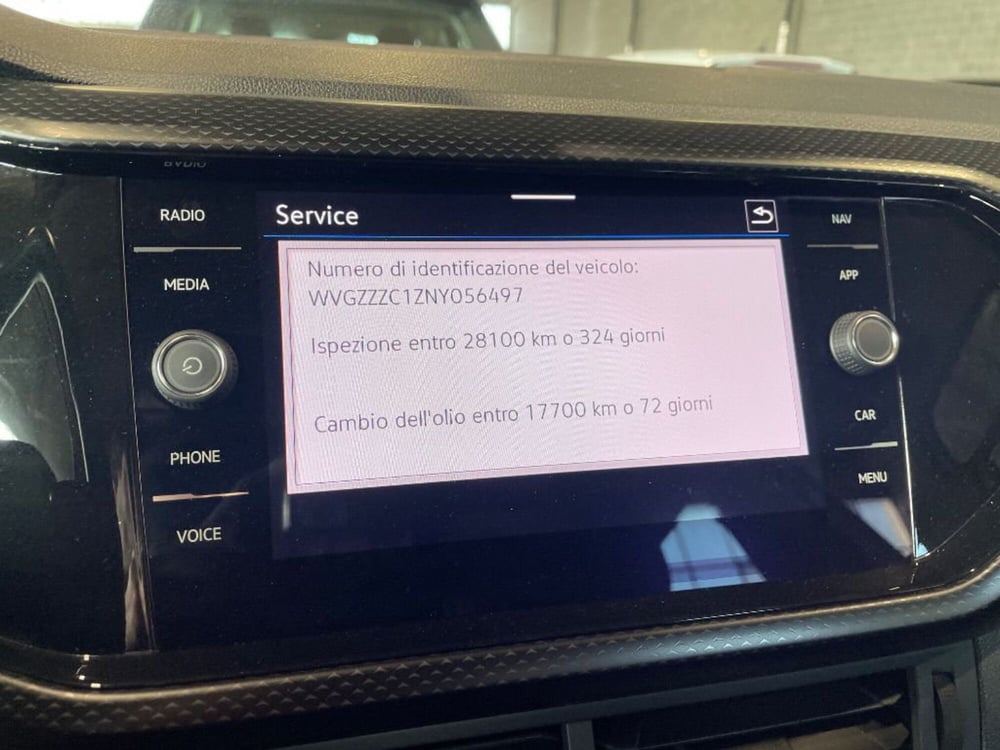 RADIO
MEDIA
PHONE
VOICE
Service
Numero di identificazione del veicolo:
WVGZZZC1ZNY056497
Ispezione entro 28100 km o 324 giorni
Cambio dell'olio entro 17700 km o 72 giorni
NAV
APP
CAR
MENU